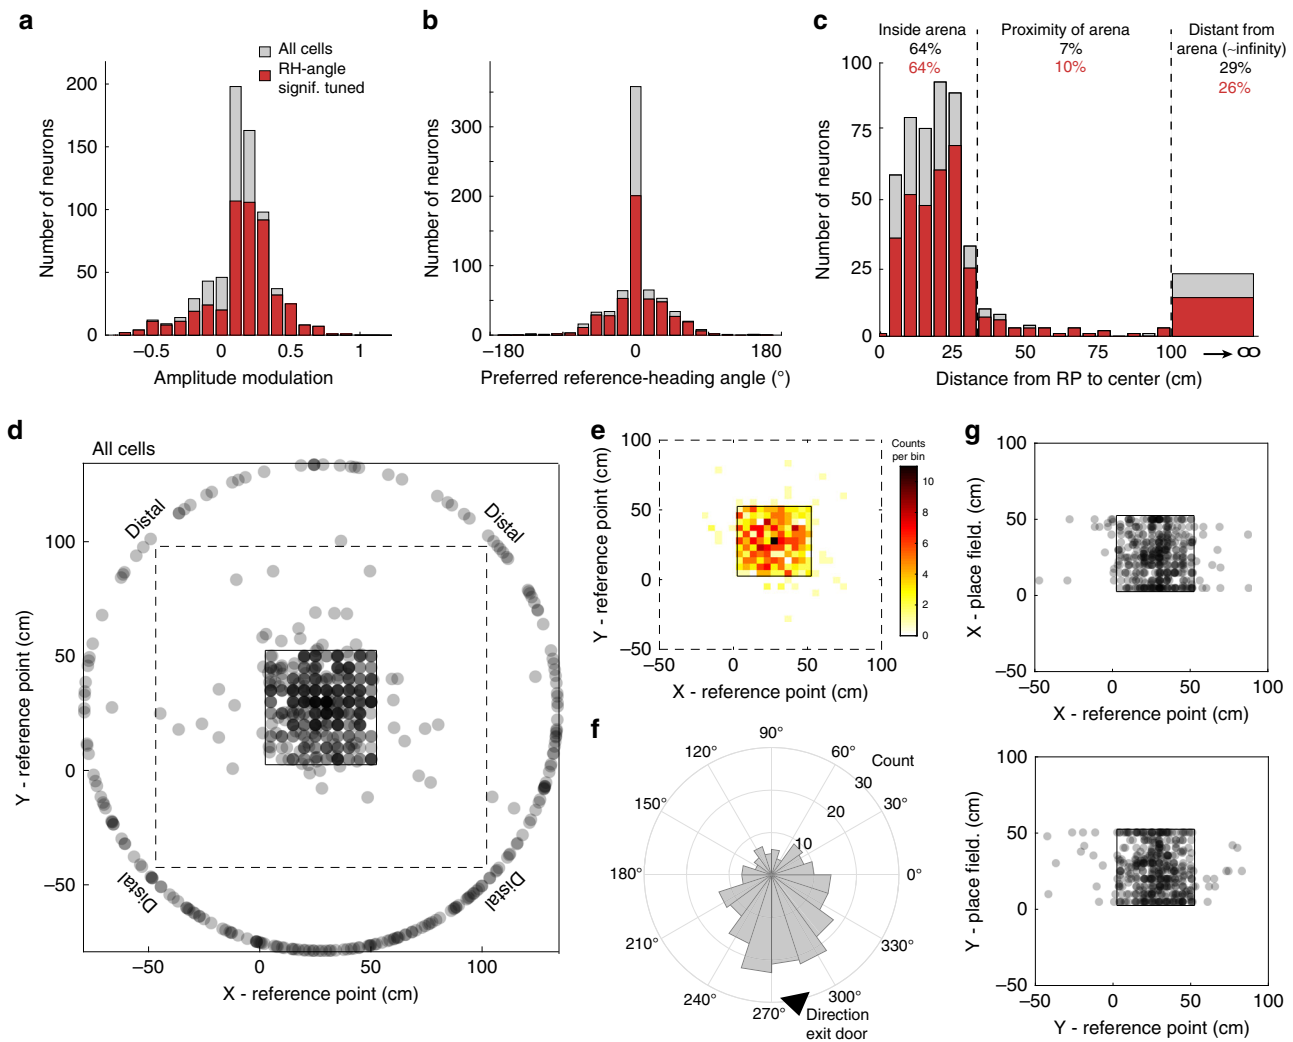 a
All cells
RH-angle
signif. tuned
200
150
100
50
0
Number of neurons
−0.5
0
0.5
1
Amplitude modulation
b
300
200
100
0
Number of neurons
−180
0
180
Preferred reference-heading angle (°)
c
Inside arena
64%
64%
Proximity of arena
7%
10%
Distant from
arena (~infinity)
29%
26%
100
75
50
25
0
Number of neurons
0
25
50
75
100
∞
Distance from RP to center (cm)
d
All cells
Distal
Distal
Distal
Distal
100
50
0
−50
Y - reference point (cm)
−50
0
50
100
X - reference point (cm)
e
Counts
per bin
10
8
6
4
2
0
100
50
0
−50
Y - reference point (cm)
−50
0
50
100
X - reference point (cm)
f
90°
60°
30°
0°
330°
300°
270°
240°
210°
180°
150°
120°
Count
30
20
10
Direction
exit door
g
100
50
0
−50
X - place field. (cm)
−50
0
50
100
X - reference point (cm)
100
50
0
−50
Y - place field. (cm)
−50
0
50
100
Y - reference point (cm)